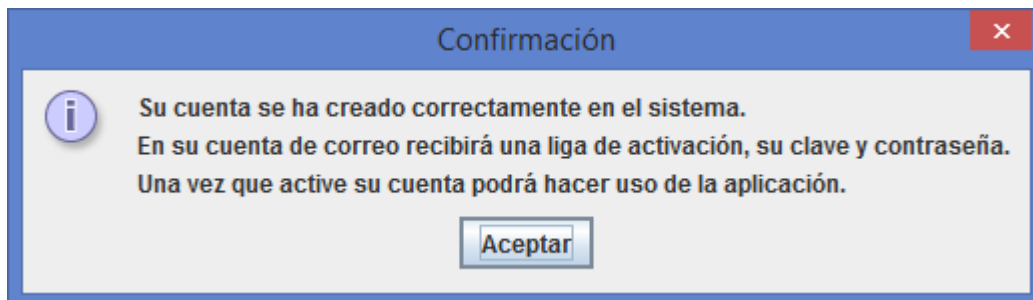 Confirmación
Su cuenta se ha creado correctamente en el sistema.
En su cuenta de correo recibirá una liga de activación, su clave y contraseña.
Una vez que active su cuenta podrá hacer uso de la aplicación.
Aceptar